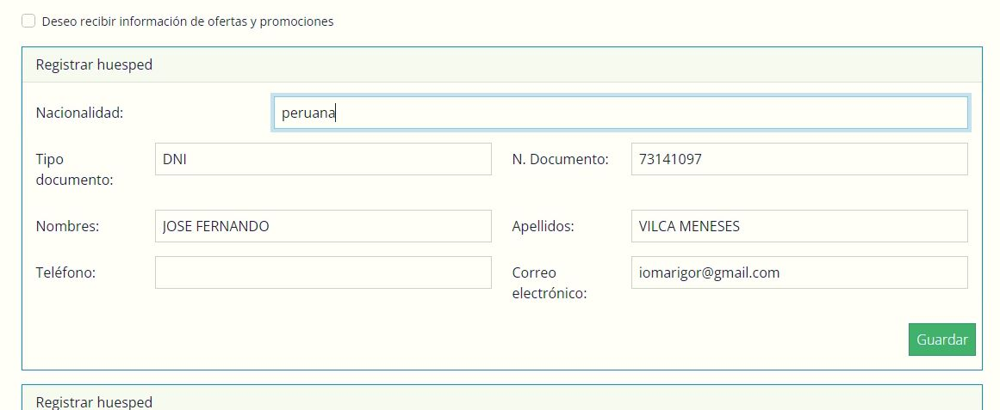 Deseo recibir información de ofertas y promociones
Registrar huesped
Nacionalidad: peruana
Tipo documento: DNI N. Documento: 73141097
Nombres: JOSE FERNANDO Apellidos: VILCA MENESES
Teléfono: Correo electrónico: iomarigor@gmail.com
Guardar
Registrar huesped